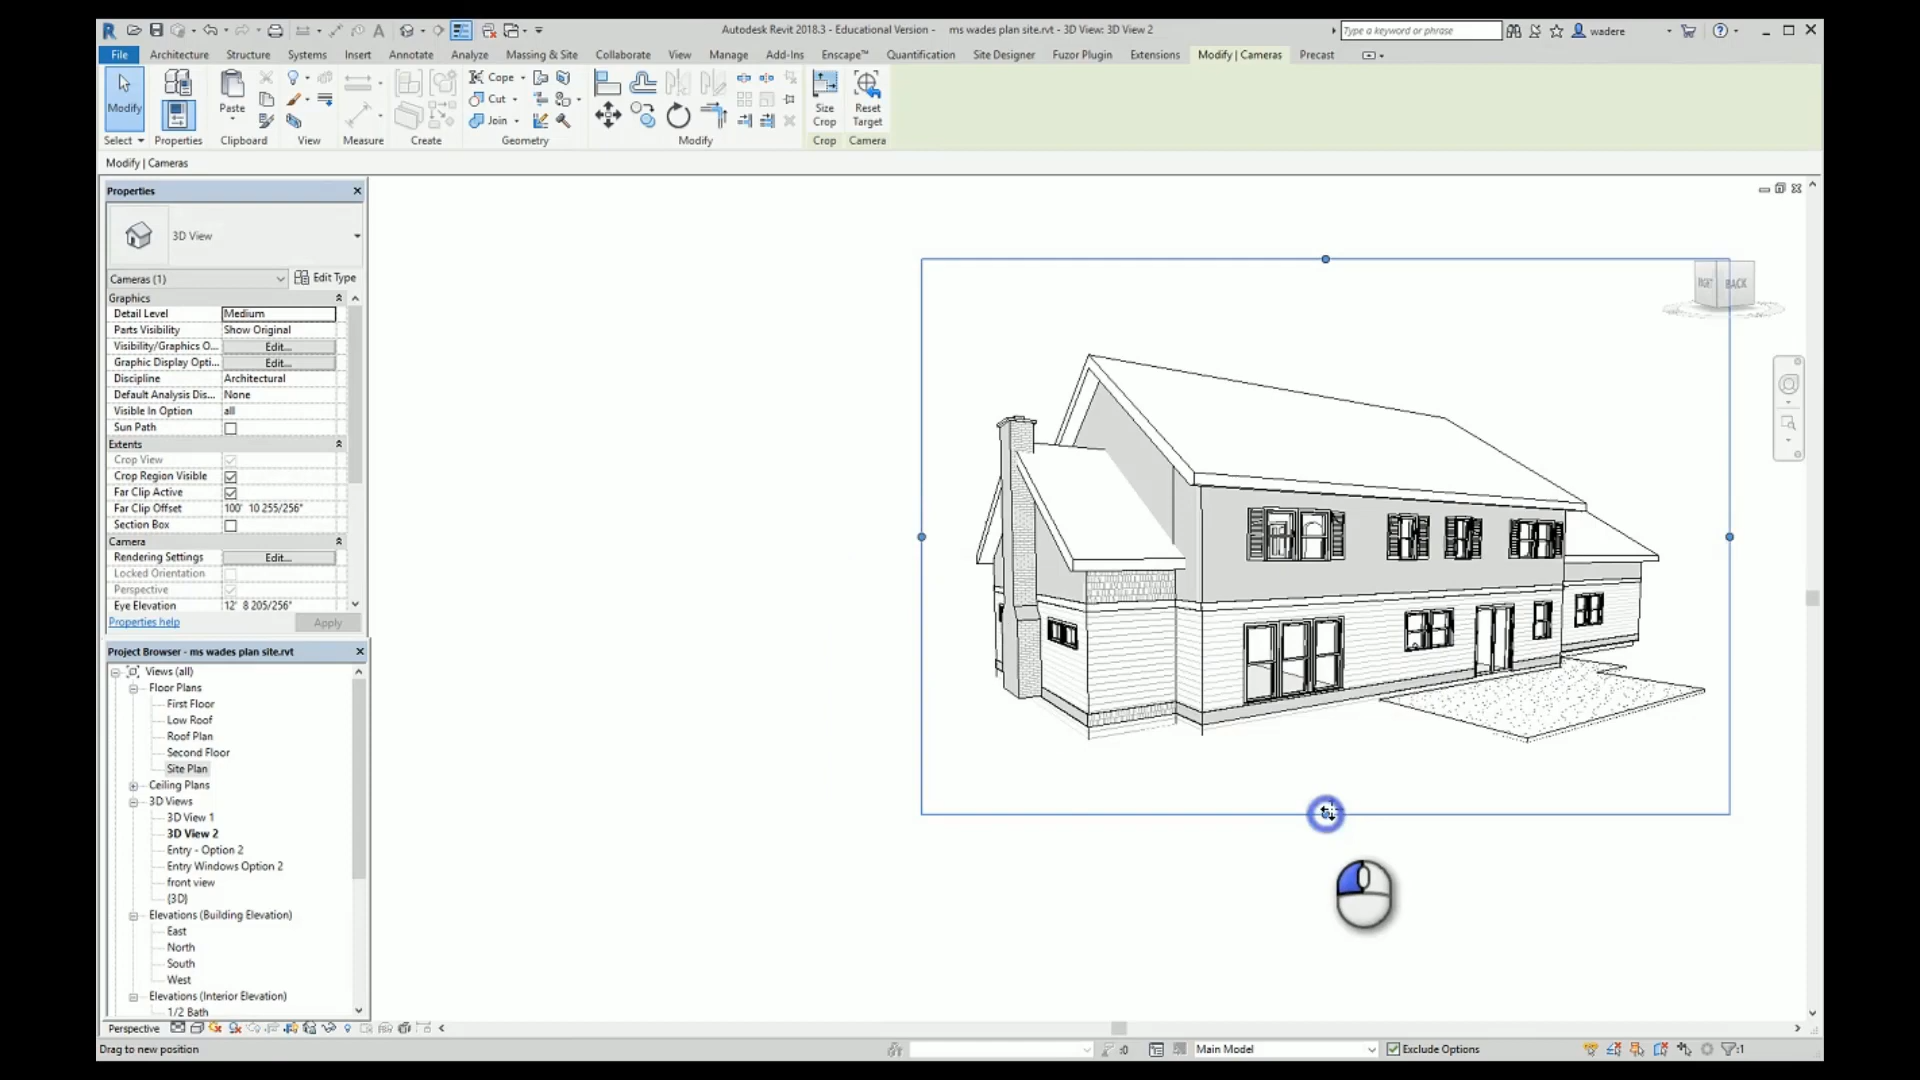 Autodesk Revit 2018.3 - Educational Version - ms wades plan site.rvt - 3D View: 3D View 2
Type a keyword or phrase
wadere
File Architecture Structure Systems Insert Annotate Analyze Massing & Site Collaborate View Manage Add-Ins Enscape™ Quantification Site Designer Fuzor Plugin Extensions Modify | Cameras Precast
Modify
Paste
Cope
Cut
Join
Size Crop
Reset Target
Select Properties Clipboard View Measure Create Geometry Modify Crop Camera
Modify | Cameras
Properties
3D View
Cameras (1) Edit Type
Graphics
Detail Level Medium
Parts Visibility Show Original
Visibility/Graphics O... Edit...
Graphic Display Opti... Edit...
Discipline Architectural
Default Analysis Dis... None
Visible In Option all
Sun Path
Extents
Crop View
Crop Region Visible
Far Clip Active
Far Clip Offset 100' 10 255/256"
Section Box
Camera
Rendering Settings Edit...
Locked Orientation
Perspective
Eye Elevation 12' 8 205/256"
Properties help Apply
Project Browser - ms wades plan site.rvt
Views (all)
Floor Plans
First Floor
Low Roof
Roof Plan
Second Floor
Site Plan
Ceiling Plans
3D Views
3D View 1
3D View 2
Entry - Option 2
Entry Windows Option 2
front view
{3D}
Elevations (Building Elevation)
East
North
South
West
Elevations (Interior Elevation)
1/2 Bath
BACK
Perspective
Drag to new position
:0
Main Model
Exclude Options
:1